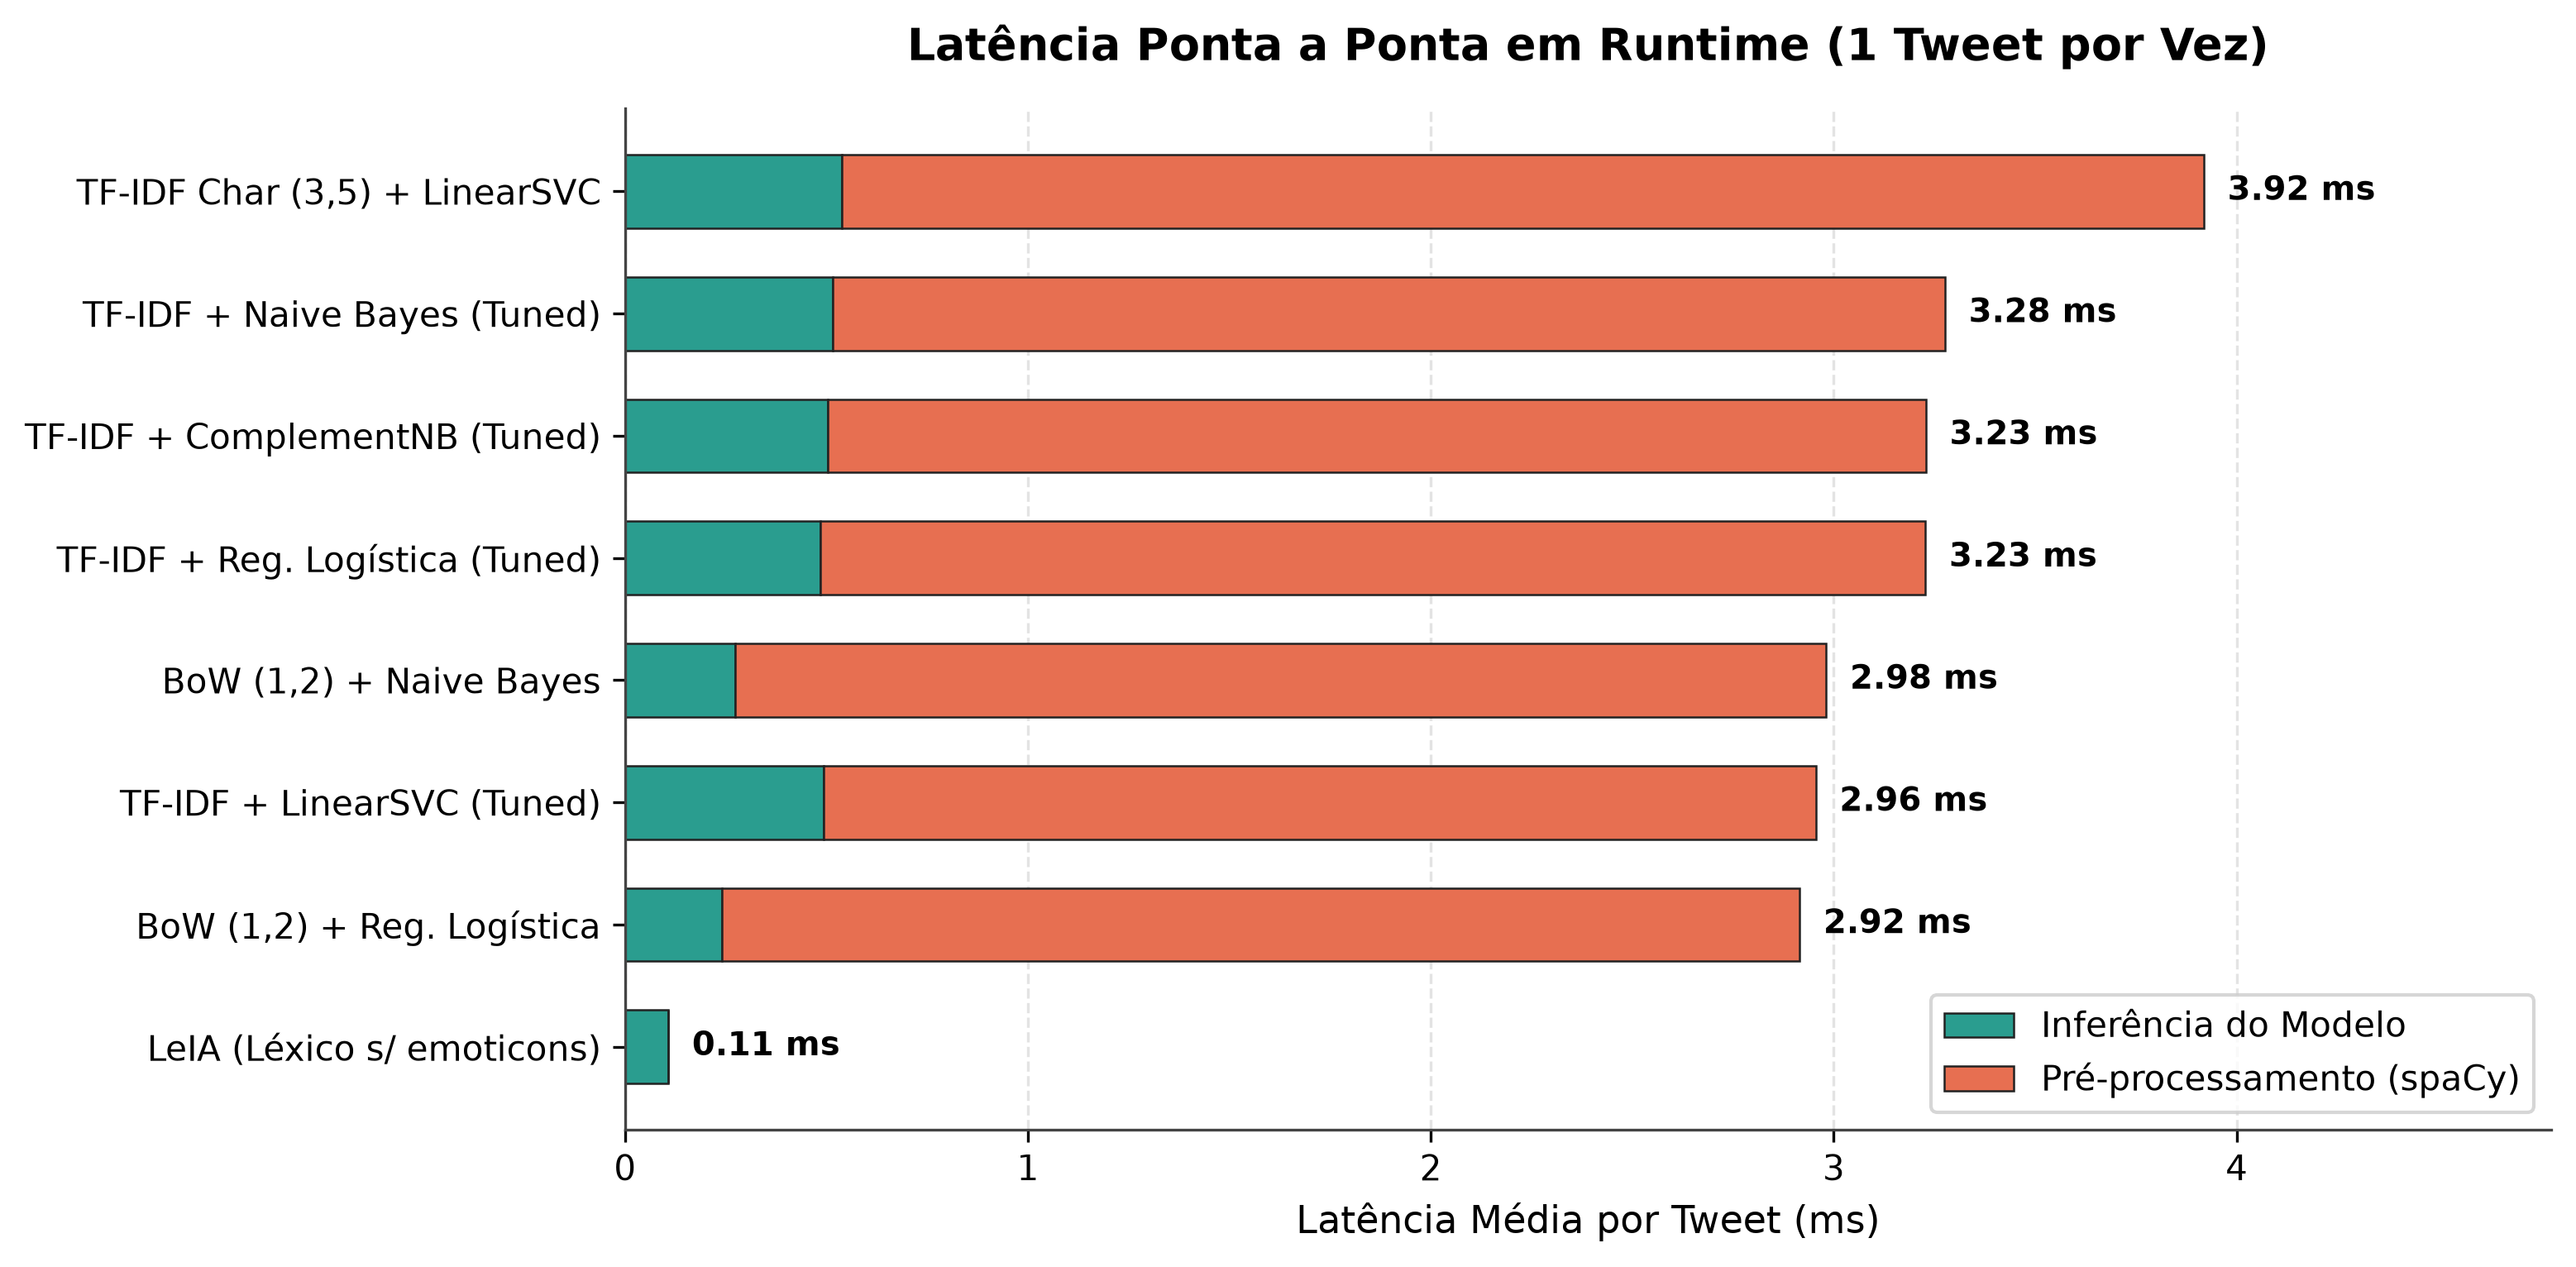 Latência Ponta a Ponta em Runtime (1 Tweet por Vez)
TF-IDF Char (3,5) + LinearSVC
3.92 ms
TF-IDF + Naive Bayes (Tuned)
3.28 ms
TF-IDF + ComplementNB (Tuned)
3.23 ms
TF-IDF + Reg. Logística (Tuned)
3.23 ms
BoW (1,2) + Naive Bayes
2.98 ms
TF-IDF + LinearSVC (Tuned)
2.96 ms
BoW (1,2) + Reg. Logística
2.92 ms
LeIA (Léxico s/ emoticons)
0.11 ms
Inferência do Modelo
Pré-processamento (spaCy)
0 1 2 3 4
Latência Média por Tweet (ms)